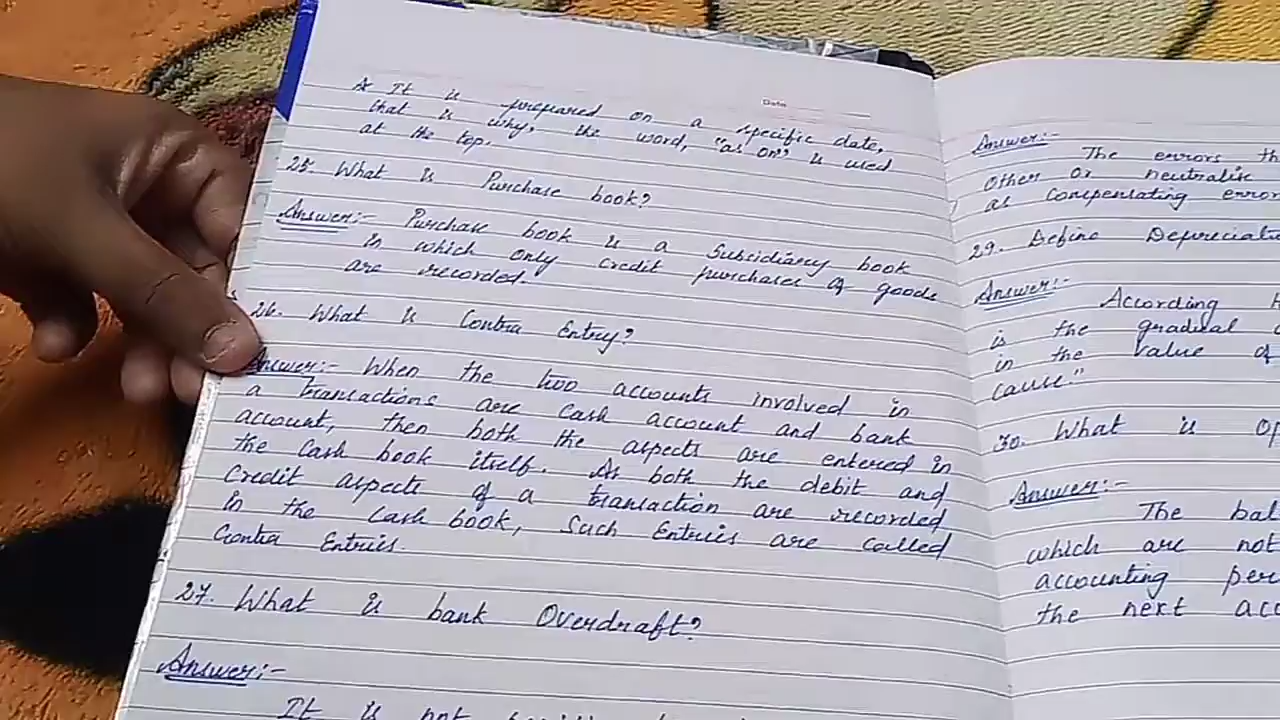 Date
* It is prepared on a specific date,
that is why, the word, "as on" is used
at the top.
25. What is Purchase book?
Answer:- Purchase book is a Subsidiary book
in which only credit purchases of goods
are recorded.
26. What is Contra Entry?
Answer:- When the two accounts involved in
a transactions are cash account and bank
account, then both the aspects are entered in
the cash book itself. As both the debit and
credit aspects of a transaction are recorded
in the cash book, such Entries are called
Contra Entries.
27. What is bank Overdraft?
Answer:-
It is not
Answer:-
The errors th
other or neutralise
as compensating error
29. Define Depreciati
Answer:-
According
is the gradual
in the value of
cause."
30. What is Op
Answer:-
The bal
which are not
accounting per
the next acc